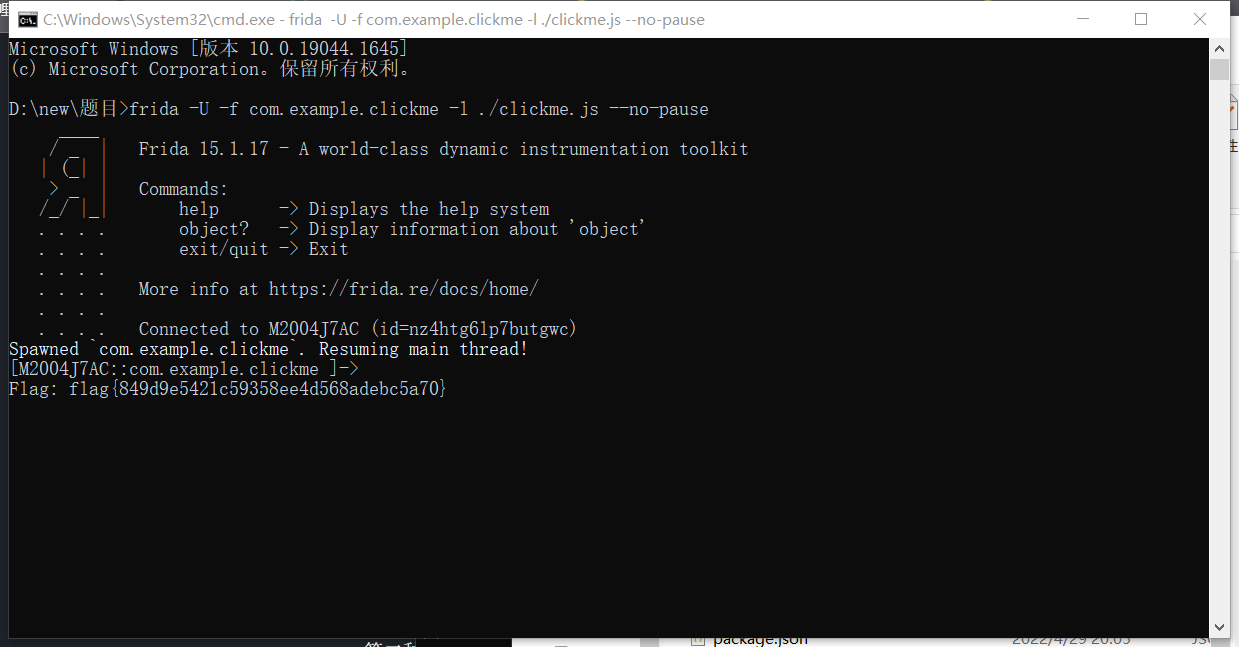 C:\Windows\System32\cmd.exe - frida -U -f com.example.clickme -l ./clickme.js --no-pause
Microsoft Windows [版本 10.0.19044.1645]
(c) Microsoft Corporation。保留所有权利。
D:\new\题目>frida -U -f com.example.clickme -l ./clickme.js --no-pause
Frida 15.1.17 - A world-class dynamic instrumentation toolkit
Commands:
help -> Displays the help system
object? -> Display information about 'object'
exit/quit -> Exit
More info at https://frida.re/docs/home/
Connected to M2004J7AC (id=nz4htg6lp7butgwc)
Spawned `com.example.clickme`. Resuming main thread!
[M2004J7AC::com.example.clickme ]->
Flag: flag{849d9e5421c59358ee4d568adebc5a70}
package.json 2022/4/29 20:05